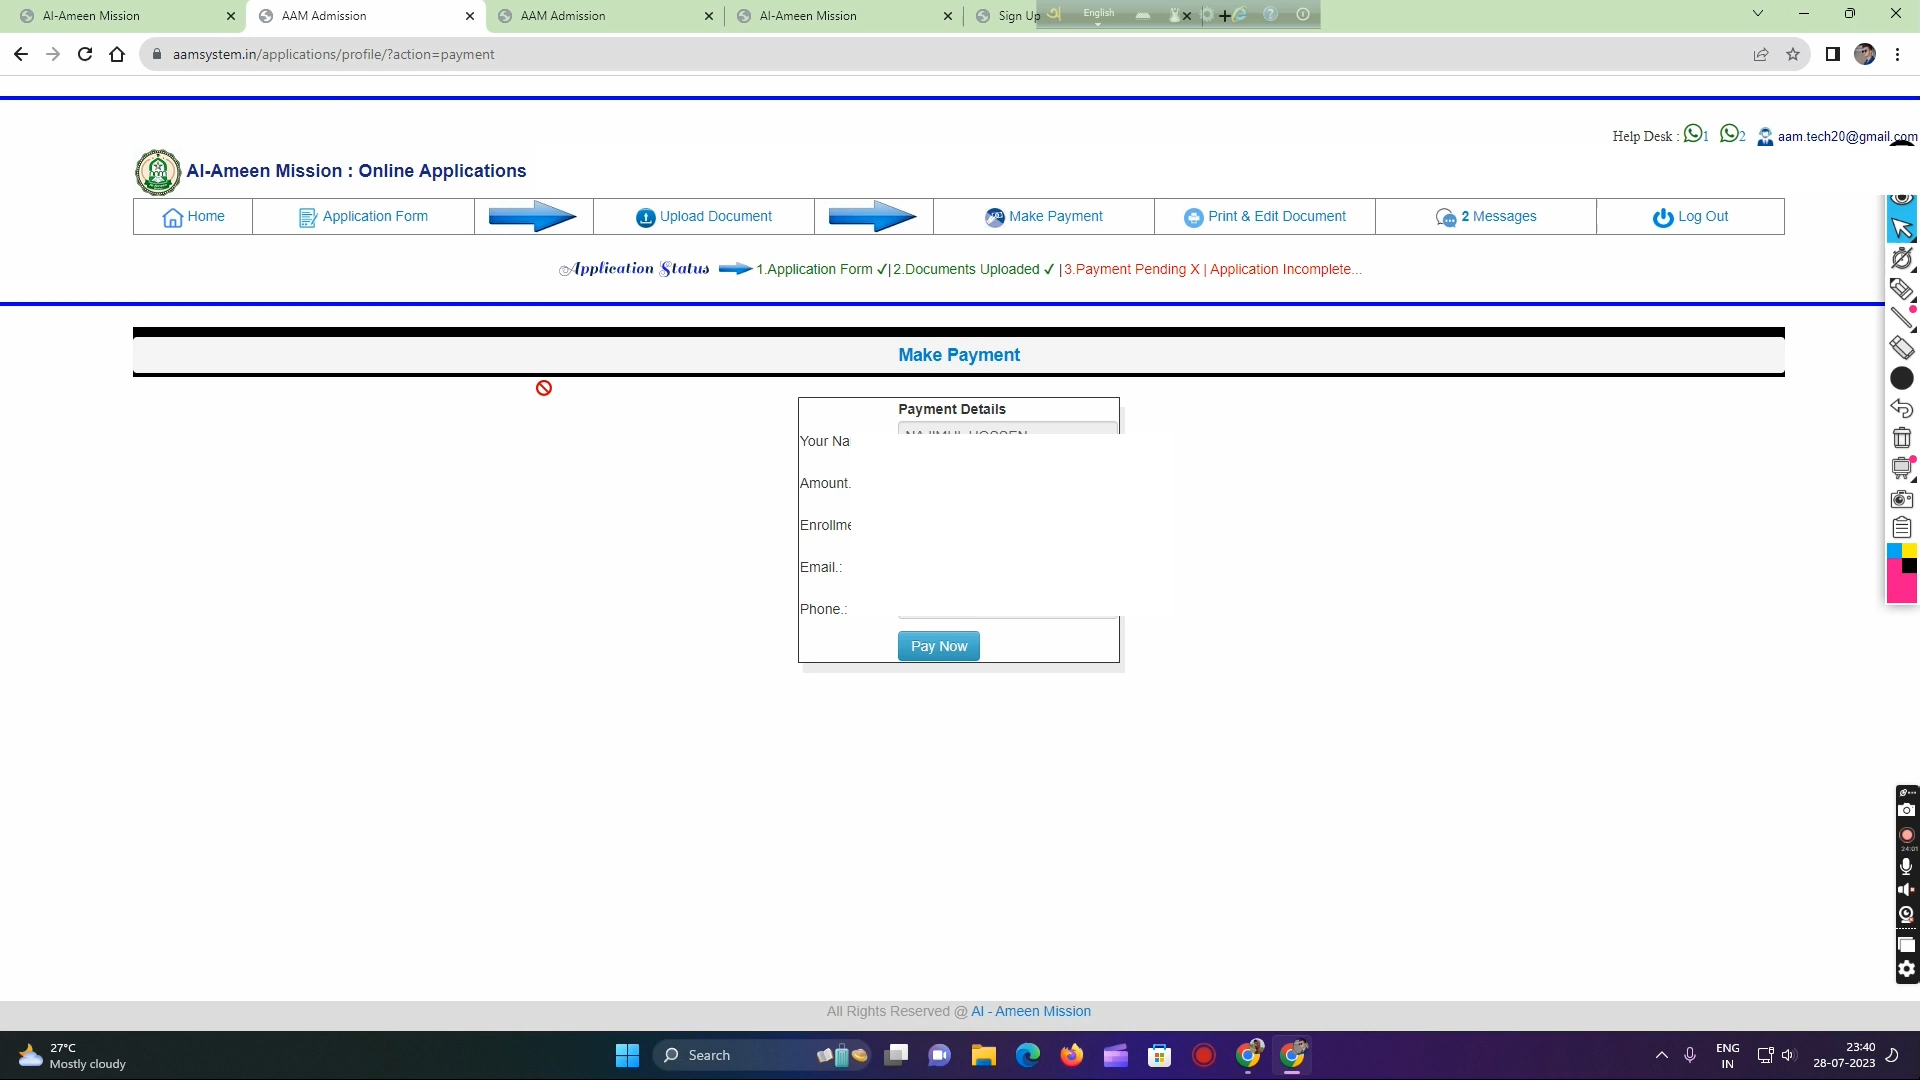 Al-Ameen Mission
AAM Admission
AAM Admission
Al-Ameen Mission
Sign Up
English
aamsystem.in/applications/profile/?action=payment
Help Desk : 1 2 aam.tech20@gmail.com
Al-Ameen Mission : Online Applications
Home
Application Form
Upload Document
Make Payment
Print & Edit Document
2 Messages
Log Out
Application Status 1.Application Form ✓| 2.Documents Uploaded ✓ | 3.Payment Pending X | Application Incomplete...
Make Payment
Payment Details
Your Na
Amount.
Enrollme
Email.:
Phone.:
Pay Now
24:01
All Rights Reserved @ Al - Ameen Mission
27°C
Mostly cloudy
Search
ENG
IN
23:40
28-07-2023